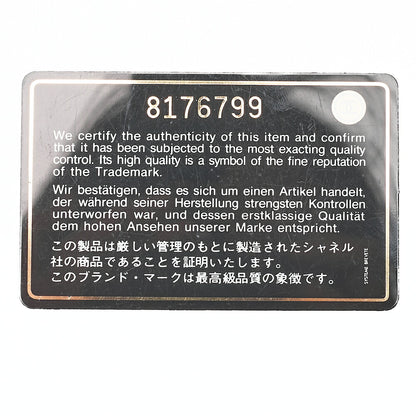 8176799
We certify the authenticity of this item and confirm
that it has been subjected to the most exacting quality
control. Its high quality is a symbol of the fine reputation
of the Trademark.
Wir bestätigen, dass es sich um einen Artikel handelt,
der während seiner Herstellung strengsten Kontrollen
unterworfen war, und dessen erstklassige Qualität
dem hohen Ansehen unserer Marke entspricht.
この製品は厳しい管理のもとに製造されたシャネル
社の商品であることを証明いたします。
このブランド・マークは最高級品質の象徴です。
SYSTEME BREVETE